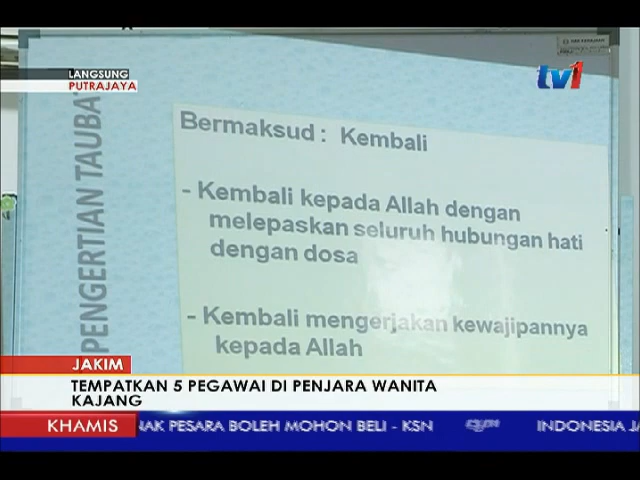 LANGSUNG
PUTRAJAYA
tv1
PENGERTIAN TAUBAT
Bermaksud : Kembali
- Kembali kepada Allah dengan
melepaskan seluruh hubungan hati
dengan dosa
- Kembali mengerjakan kewajipannya
kepada Allah
JAKIM
TEMPATKAN 5 PEGAWAI DI PENJARA WANITA
KAJANG
KHAMIS
NAK PESARA BOLEH MOHON BELI - KSN
INDONESIA JA